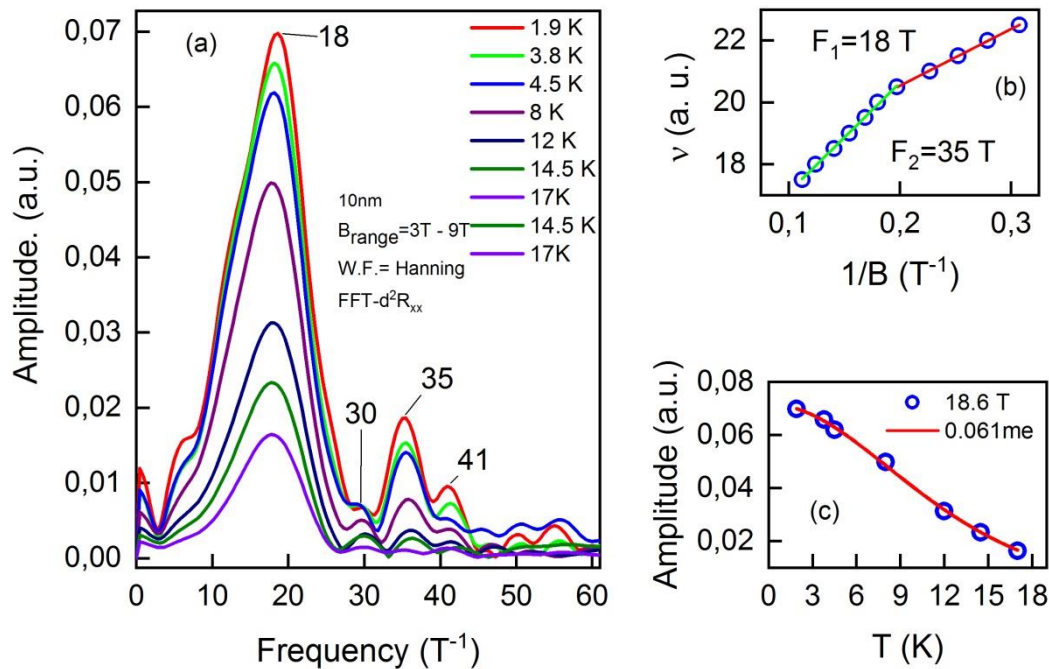 (a)
18
30
35
41
1.9 K
3.8 K
4.5 K
8 K
12 K
14.5 K
17K
14.5 K
17K
10nm
Brange=3T - 9T
W.F.= Hanning
FFT-d²Rxx
0,07
0,06
0,05
0,04
0,03
0,02
0,01
0,00
Amplitude. (a.u.)
0 10 20 30 40 50 60
Frequency (T⁻¹)
F₁=18 T
(b)
F₂=35 T
22
20
18
ν (a. u.)
0,1 0,2 0,3
1/B (T⁻¹)
18.6 T
0.061me
(c)
0,08
0,06
0,04
0,02
Amplitude (a.u.)
0 3 6 9 12 15 18
T (K)